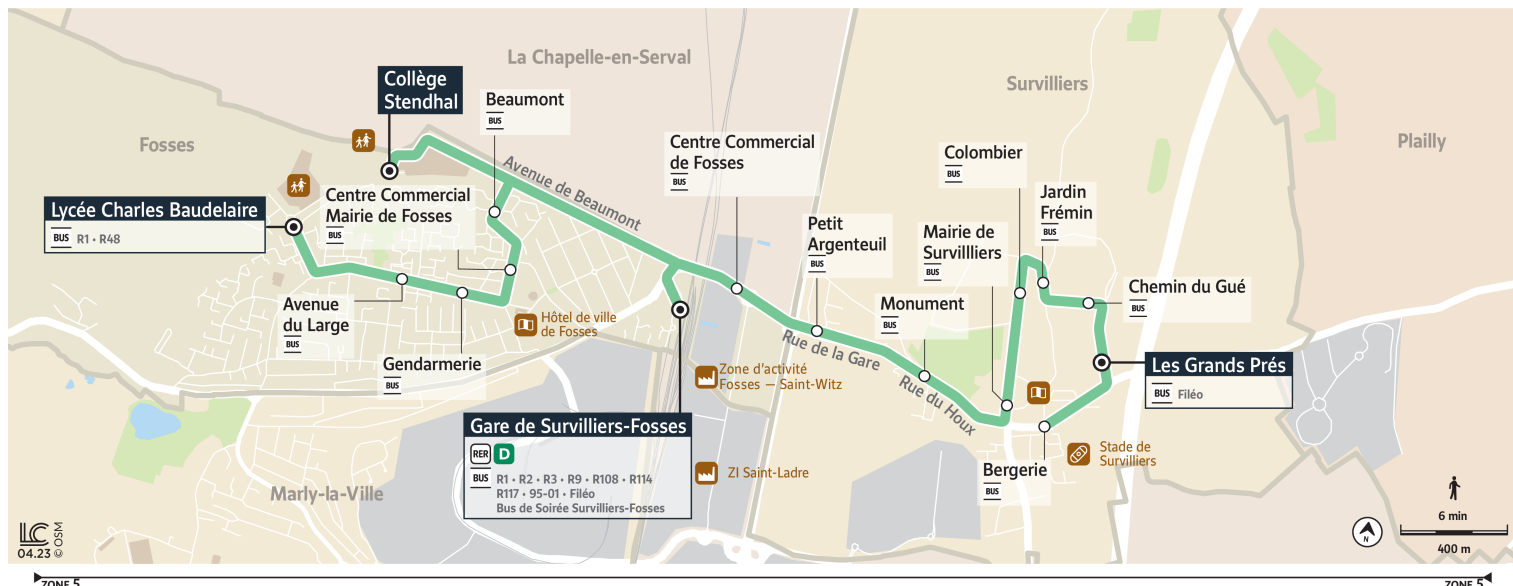 La Chapelle-en-Serval
Survilliers
Fosses
Plailly
Collège
Stendhal
Beaumont
BUS
Avenue de Beaumont
Centre Commercial
de Fosses
BUS
Colombier
BUS
Jardin
Frémin
BUS
Lycée Charles Baudelaire
BUS R1 • R48
Centre Commercial
Mairie de Fosses
BUS
Petit
Argenteuil
BUS
Mairie de
Survillliers
BUS
Monument
BUS
Chemin du Gué
BUS
Avenue
du Large
BUS
Hôtel de ville
de Fosses
Gendarmerie
BUS
Rue de la Gare
Rue du Houx
Zone d'activité
Fosses — Saint-Witz
Les Grands Prés
BUS Filéo
Gare de Survilliers-Fosses
RER D
BUS R1 • R2 • R3 • R9 • R108 • R114
R117 • 95-01 • Filéo
Bus de Soirée Survilliers-Fosses
ZI Saint-Ladre
Bergerie
BUS
Stade de
Survilliers
Marly-la-Ville
LC
04.23 © OSM
N
6 min
400 m
ZONE 5
ZONE 5